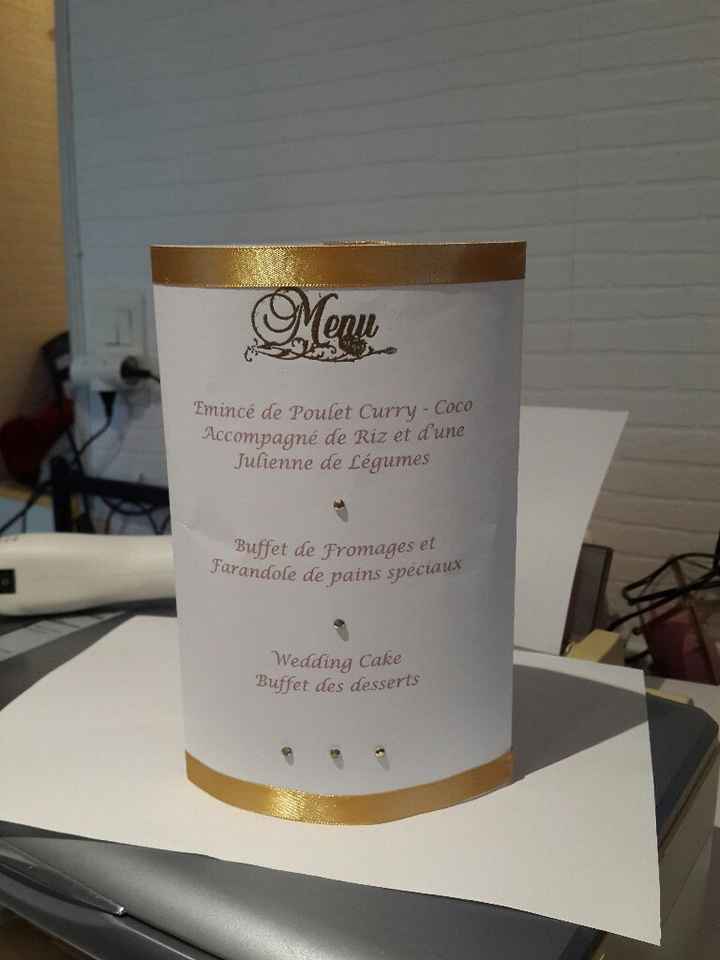 Menu
Emincé de Poulet Curry - Coco
Accompagné de Riz et d'une
Julienne de Légumes
Buffet de Fromages et
Farandole de pains spéciaux
Wedding Cake
Buffet des desserts